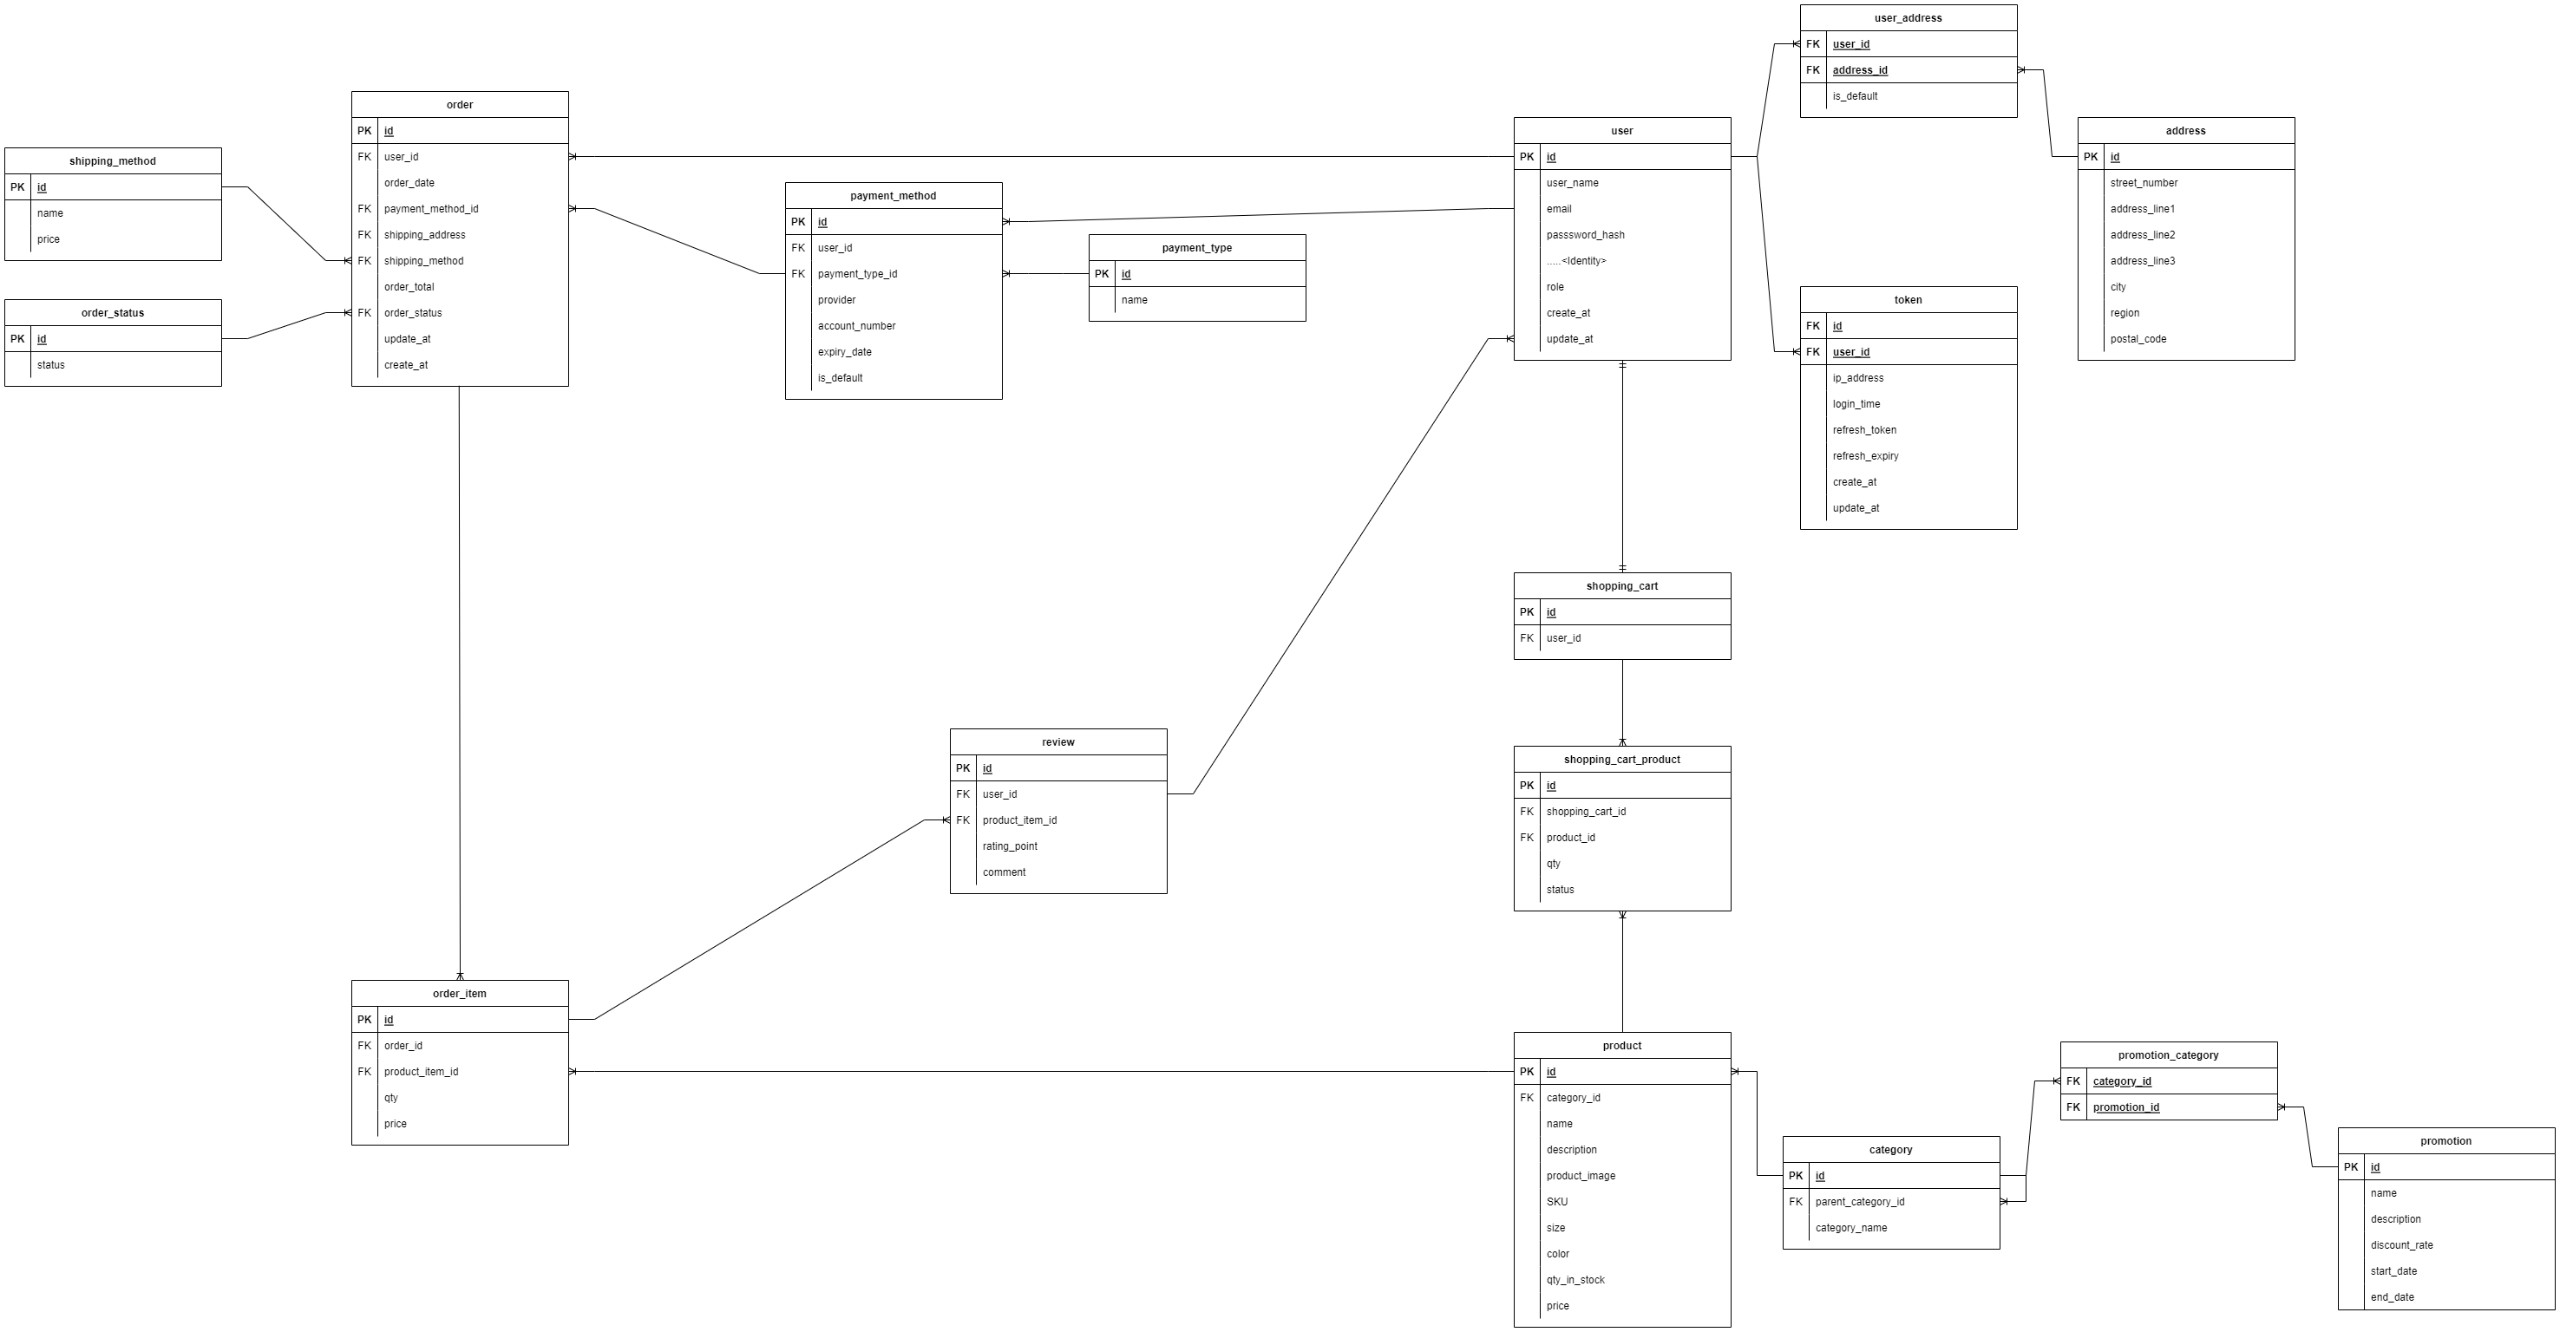 user_address
FK user_id
FK address_id
is_default
order
PK id
FK user_id
order_date
FK payment_method_id
FK shipping_address
FK shipping_method
order_total
FK order_status
update_at
create_at
user
PK id
user_name
email
passsword_hash
.....<Identity>
role
create_at
update_at
address
PK id
street_number
address_line1
address_line2
address_line3
city
region
postal_code
shipping_method
PK id
name
price
payment_method
PK id
FK user_id
FK payment_type_id
provider
account_number
expiry_date
is_default
payment_type
PK id
name
order_status
PK id
status
token
FK id
FK user_id
ip_address
login_time
refresh_token
refresh_expiry
create_at
update_at
shopping_cart
PK id
FK user_id
review
PK id
FK user_id
FK product_item_id
rating_point
comment
shopping_cart_product
PK id
FK shopping_cart_id
FK product_id
qty
status
order_item
PK id
FK order_id
FK product_item_id
qty
price
product
PK id
FK category_id
name
description
product_image
SKU
size
color
qty_in_stock
price
promotion_category
FK category_id
FK promotion_id
category
PK id
FK parent_category_id
category_name
promotion
PK id
name
description
discount_rate
start_date
end_date